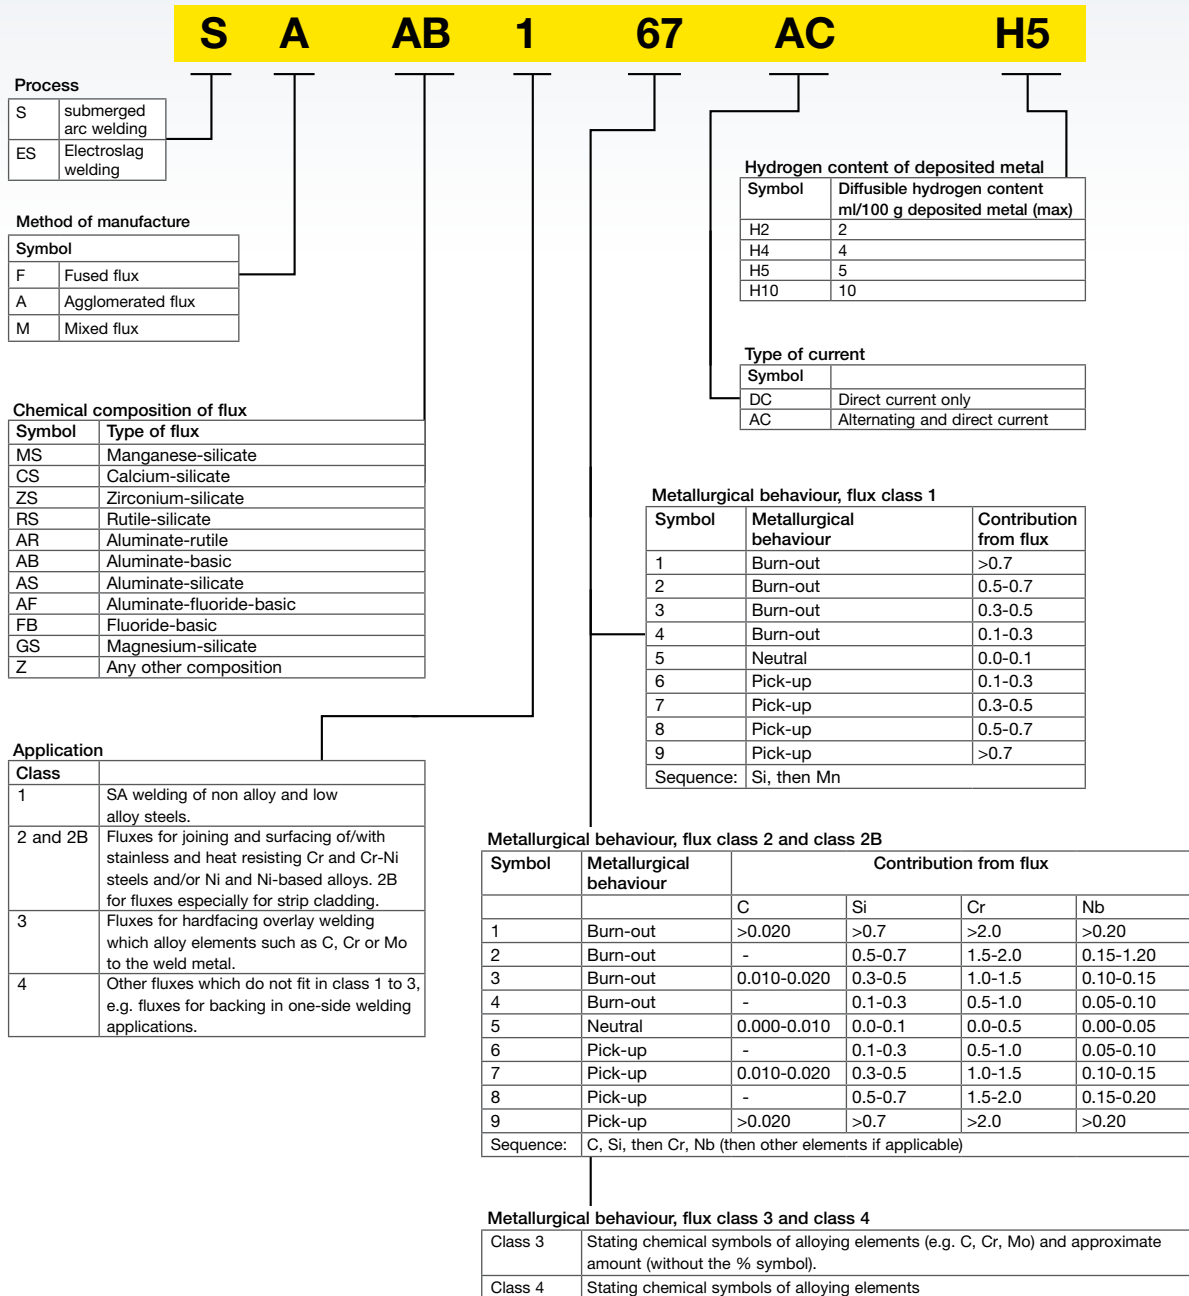 S A AB 1 67 AC H5
Process
S submerged
arc welding
ES Electroslag
welding
Method of manufacture
Symbol
F Fused flux
A Agglomerated flux
M Mixed flux
Chemical composition of flux
Symbol Type of flux
MS Manganese-silicate
CS Calcium-silicate
ZS Zirconium-silicate
RS Rutile-silicate
AR Aluminate-rutile
AB Aluminate-basic
AS Aluminate-silicate
AF Aluminate-fluoride-basic
FB Fluoride-basic
GS Magnesium-silicate
Z Any other composition
Application
Class
1 SA welding of non alloy and low
alloy steels.
2 and 2B Fluxes for joining and surfacing of/with
stainless and heat resisting Cr and Cr-Ni
steels and/or Ni and Ni-based alloys. 2B
for fluxes especially for strip cladding.
3 Fluxes for hardfacing overlay welding
which alloy elements such as C, Cr or Mo
to the weld metal.
4 Other fluxes which do not fit in class 1 to 3,
e.g. fluxes for backing in one-side welding
applications.
Hydrogen content of deposited metal
Symbol Diffusible hydrogen content
ml/100 g deposited metal (max)
H2 2
H4 4
H5 5
H10 10
Type of current
Symbol
DC Direct current only
AC Alternating and direct current
Metallurgical behaviour, flux class 1
Symbol Metallurgical Contribution
behaviour from flux
1 Burn-out >0.7
2 Burn-out 0.5-0.7
3 Burn-out 0.3-0.5
4 Burn-out 0.1-0.3
5 Neutral 0.0-0.1
6 Pick-up 0.1-0.3
7 Pick-up 0.3-0.5
8 Pick-up 0.5-0.7
9 Pick-up >0.7
Sequence: Si, then Mn
Metallurgical behaviour, flux class 2 and class 2B
Symbol Metallurgical Contribution from flux
behaviour
C Si Cr Nb
1 Burn-out >0.020 >0.7 >2.0 >0.20
2 Burn-out - 0.5-0.7 1.5-2.0 0.15-1.20
3 Burn-out 0.010-0.020 0.3-0.5 1.0-1.5 0.10-0.15
4 Burn-out - 0.1-0.3 0.5-1.0 0.05-0.10
5 Neutral 0.000-0.010 0.0-0.1 0.0-0.5 0.00-0.05
6 Pick-up - 0.1-0.3 0.5-1.0 0.05-0.10
7 Pick-up 0.010-0.020 0.3-0.5 1.0-1.5 0.10-0.15
8 Pick-up - 0.5-0.7 1.5-2.0 0.15-0.20
9 Pick-up >0.020 >0.7 >2.0 >0.20
Sequence: C, Si, then Cr, Nb (then other elements if applicable)
Metallurgical behaviour, flux class 3 and class 4
Class 3 Stating chemical symbols of alloying elements (e.g. C, Cr, Mo) and approximate
amount (without the % symbol).
Class 4 Stating chemical symbols of alloying elements